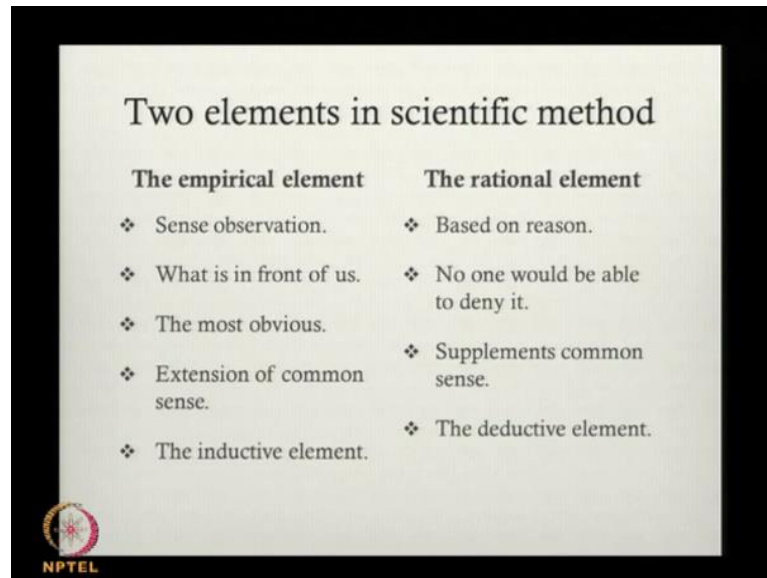 Two elements in scientific method
The empirical element
❖ Sense observation.
❖ What is in front of us.
❖ The most obvious.
❖ Extension of common
sense.
❖ The inductive element.
The rational element
❖ Based on reason.
❖ No one would be able
to deny it.
❖ Supplements common
sense.
❖ The deductive element.
NPTEL